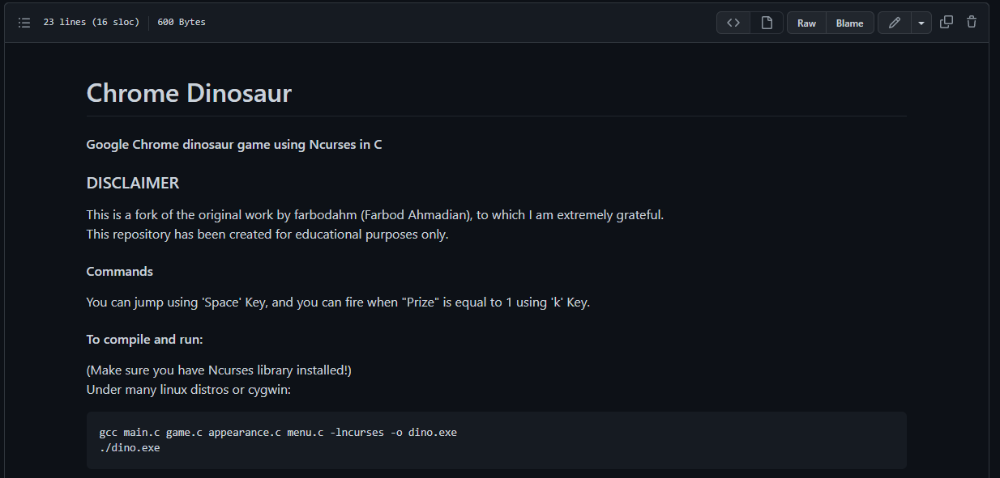 23 lines (16 sloc) 600 Bytes Raw Blame
Chrome Dinosaur
Google Chrome dinosaur game using Ncurses in C
DISCLAIMER
This is a fork of the original work by farbodahm (Farbod Ahmadian), to which I am extremely grateful.
This repository has been created for educational purposes only.
Commands
You can jump using 'Space' Key, and you can fire when "Prize" is equal to 1 using 'k' Key.
To compile and run:
(Make sure you have Ncurses library installed!)
Under many linux distros or cygwin:
gcc main.c game.c appearance.c menu.c -lncurses -o dino.exe
./dino.exe